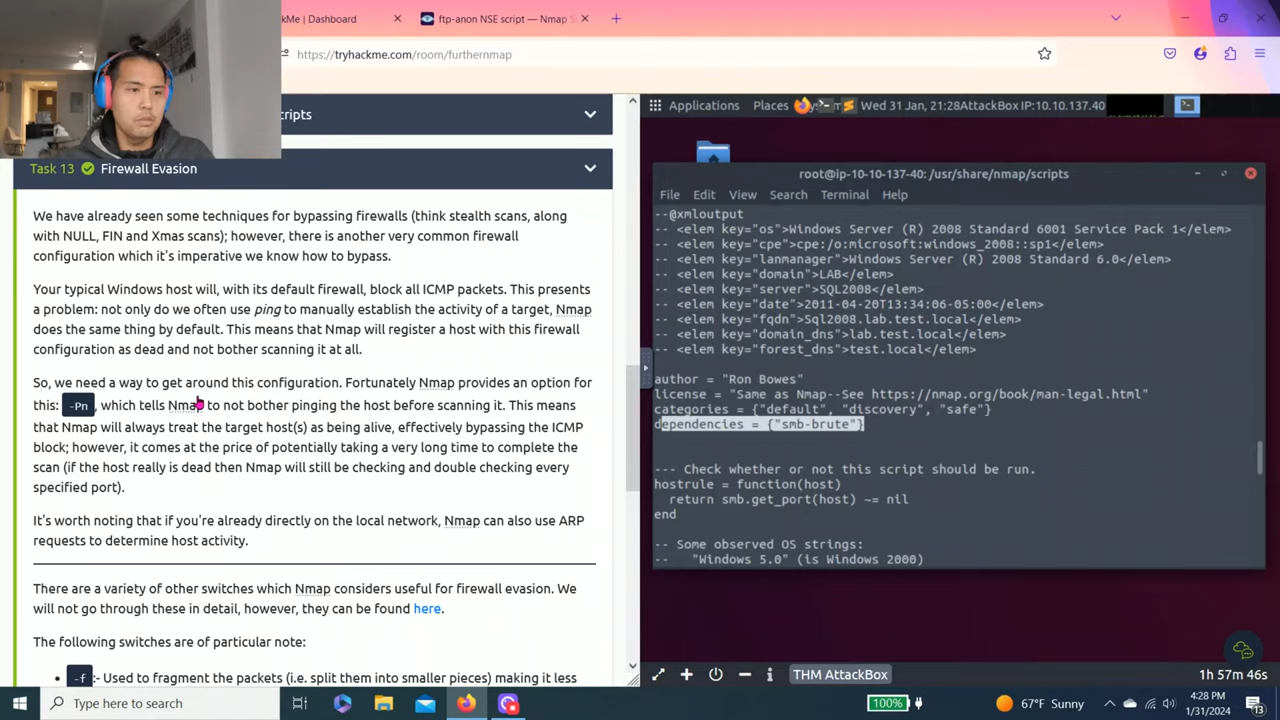 kMe | Dashboard
ftp-anon NSE script — Nmap S
https://tryhackme.com/room/furthernmap
cripts
Task 13 Firewall Evasion
We have already seen some techniques for bypassing firewalls (think stealth scans, along
with NULL, FIN and Xmas scans); however, there is another very common firewall
configuration which it's imperative we know how to bypass.
Your typical Windows host will, with its default firewall, block all ICMP packets. This presents
a problem: not only do we often use ping to manually establish the activity of a target, Nmap
does the same thing by default. This means that Nmap will register a host with this firewall
configuration as dead and not bother scanning it at all.
So, we need a way to get around this configuration. Fortunately Nmap provides an option for
this: -Pn, which tells Nmap to not bother pinging the host before scanning it. This means
that Nmap will always treat the target host(s) as being alive, effectively bypassing the ICMP
block; however, it comes at the price of potentially taking a very long time to complete the
scan (if the host really is dead then Nmap will still be checking and double checking every
specified port).
It's worth noting that if you're already directly on the local network, Nmap can also use ARP
requests to determine host activity.
There are a variety of other switches which Nmap considers useful for firewall evasion. We
will not go through these in detail, however, they can be found here.
The following switches are of particular note:
• -f :- Used to fragment the packets (i.e. split them into smaller pieces) making it less
Applications Places Wed 31 Jan, 21:28 AttackBox IP:10.10.137.40
root@ip-10-10-137-40: /usr/share/nmap/scripts
File Edit View Search Terminal Help
--@xmloutput
-- <elem key="os">Windows Server (R) 2008 Standard 6001 Service Pack 1</elem>
-- <elem key="cpe">cpe:/o:microsoft:windows_2008::sp1</elem>
-- <elem key="lanmanager">Windows Server (R) 2008 Standard 6.0</elem>
-- <elem key="domain">LAB</elem>
-- <elem key="server">SQL2008</elem>
-- <elem key="date">2011-04-20T13:34:06-05:00</elem>
-- <elem key="fqdn">Sql2008.lab.test.local</elem>
-- <elem key="domain_dns">lab.test.local</elem>
-- <elem key="forest_dns">test.local</elem>
author = "Ron Bowes"
license = "Same as Nmap--See https://nmap.org/book/man-legal.html"
categories = {"default", "discovery", "safe"}
dependencies = {"smb-brute"}
--- Check whether or not this script should be run.
hostrule = function(host)
return smb.get_port(host) ~= nil
end
-- Some observed OS strings:
-- "Windows 5.0" (is Windows 2000)
THM AttackBox
1h 57m 46s
Type here to search
100%
67°F Sunny
4:28 PM
1/31/2024
13